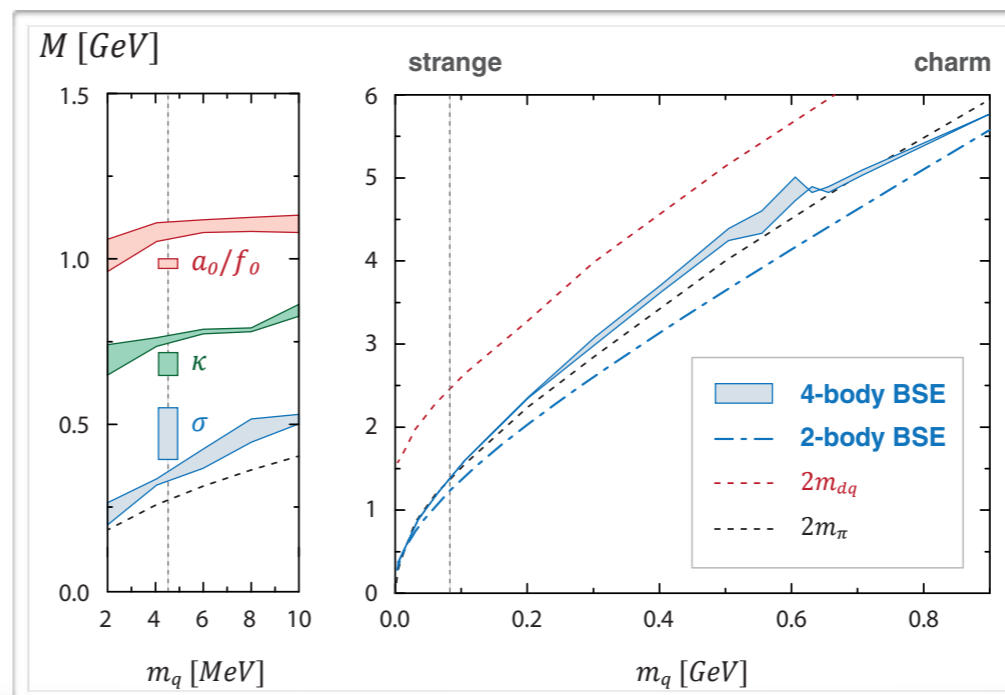 M [GeV]
strange
charm
1.5
1.0
0.5
0.0
a₀/f₀
κ
σ
2
4
6
8
10
m_q [MeV]
6
5
4
3
2
1
0
4-body BSE
2-body BSE
2m_dq
2m_π
0.0
0.2
0.4
0.6
0.8
m_q [GeV]